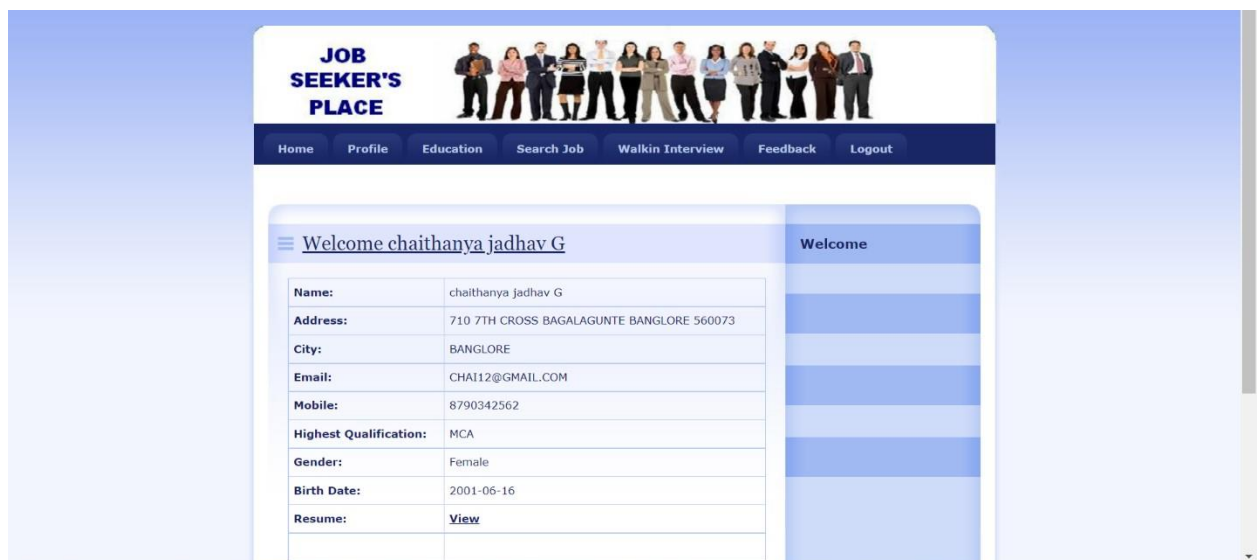 JOB
SEEKER'S
PLACE
Home Profile Education Search Job Walkin Interview Feedback Logout
Welcome chaithanya jadhav G
Welcome
Name: chaithanya jadhav G
Address: 710 7TH CROSS BAGALAGUNTE BANGLORE 560073
City: BANGLORE
Email: CHAI12@GMAIL.COM
Mobile: 8790342562
Highest Qualification: MCA
Gender: Female
Birth Date: 2001-06-16
Resume: View